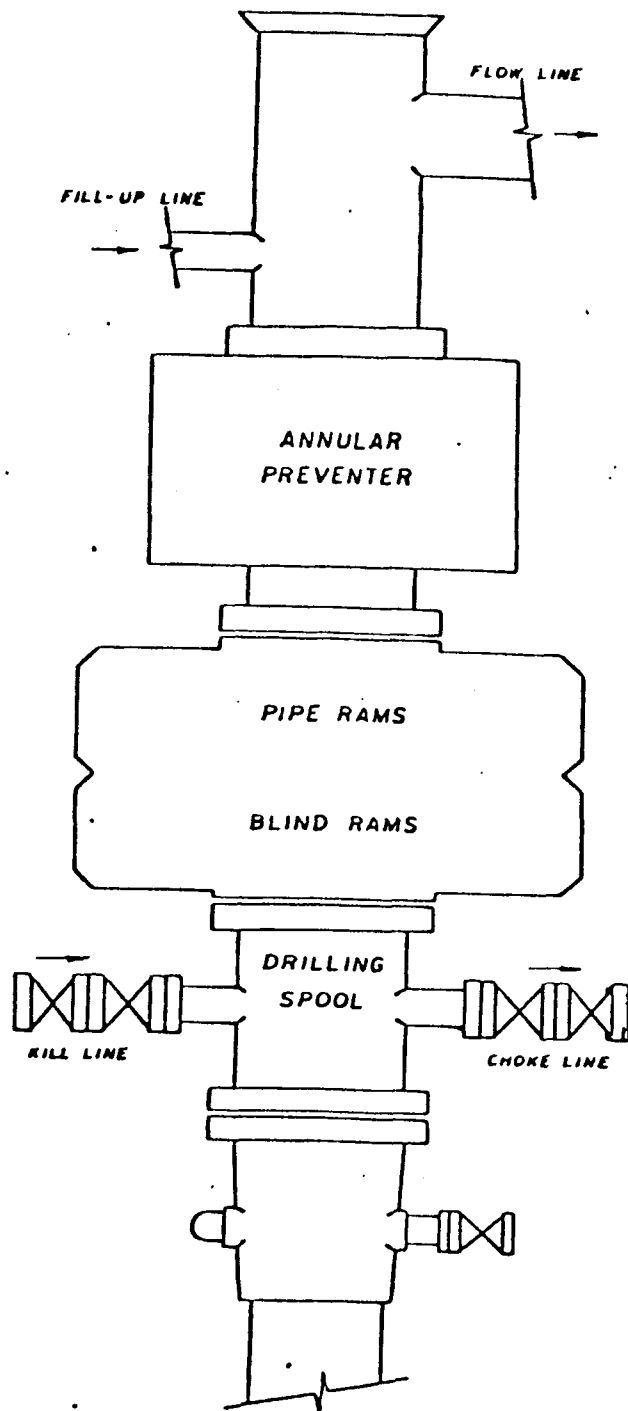 FLOW LINE
FILL-UP LINE
ANNULAR
PREVENTER
PIPE RAMS
BLIND RAMS
DRILLING
SPOOL
KILL LINE
CHOKE LINE